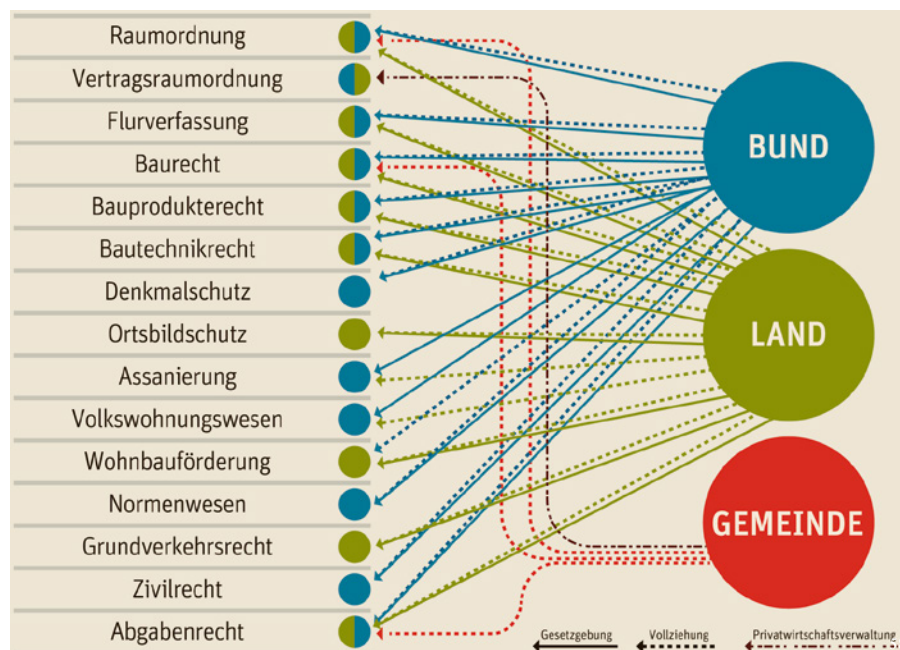 Raumordnung
Vertragsraumordnung
Flurverfassung
Baurecht
Bauprodukterecht
Bautechnikrecht
Denkmalschutz
Ortsbildschutz
Assanierung
Volkswohnungswesen
Wohnbauförderung
Normenwesen
Grundverkehrsrecht
Zivilrecht
Abgabenrecht
BUND
LAND
GEMEINDE
Gesetzgebung Vollziehung Privatwirtschaftsverwaltung